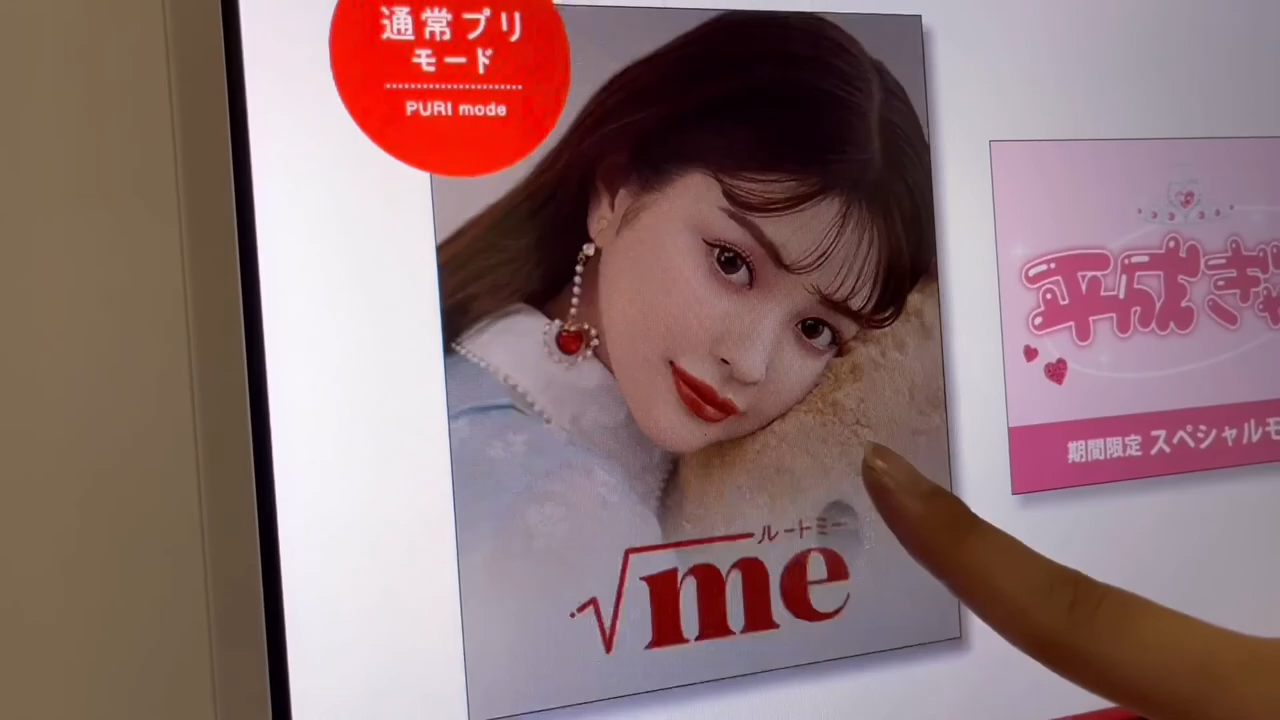 通常プリ
モード
PURI mode
ルートミー
√me
平成ぎ
期間限定 スペシャルモ